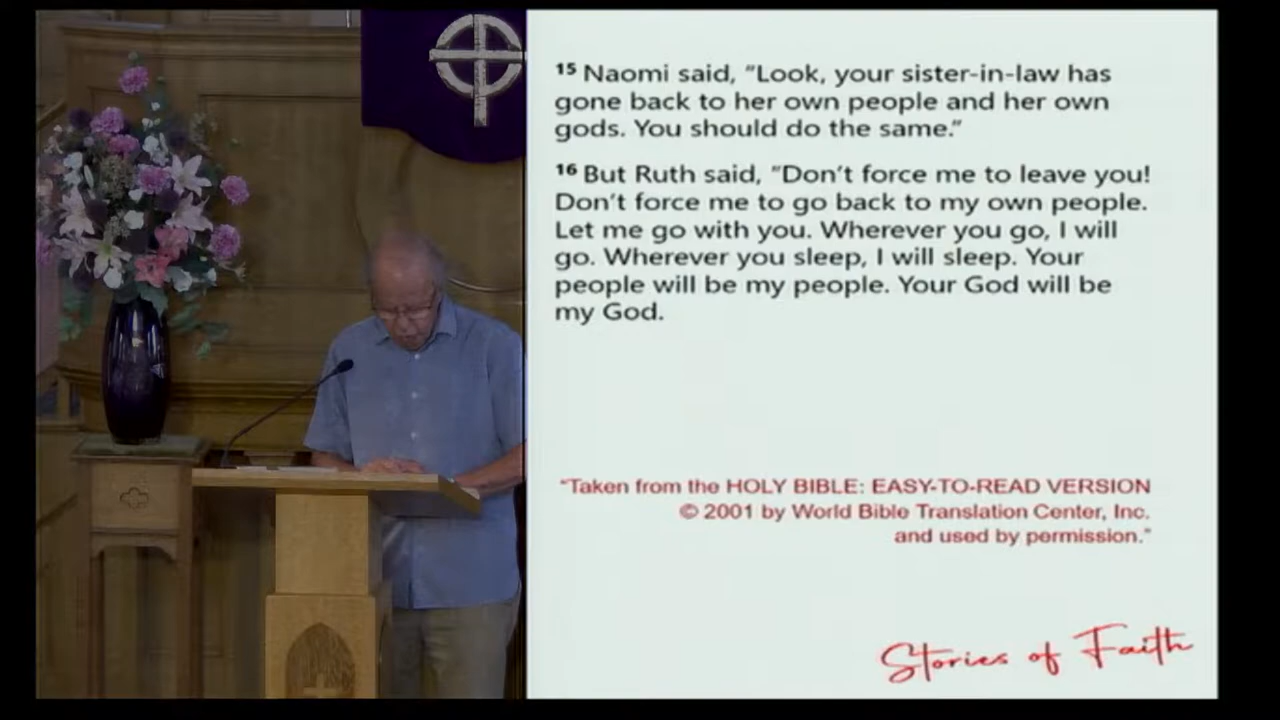 15 Naomi said, “Look, your sister-in-law has
gone back to her own people and her own
gods. You should do the same.”
16 But Ruth said, “Don’t force me to leave you!
Don’t force me to go back to my own people.
Let me go with you. Wherever you go, I will
go. Wherever you sleep, I will sleep. Your
people will be my people. Your God will be
my God.
“Taken from the HOLY BIBLE: EASY-TO-READ VERSION
© 2001 by World Bible Translation Center, Inc.
and used by permission.”
Stories of Faith